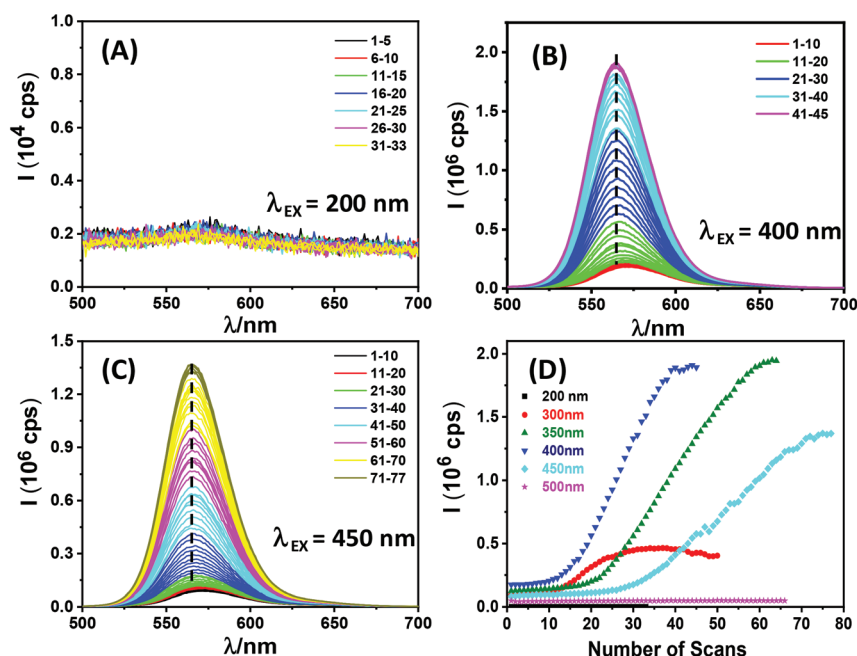 (A)
I (10⁴ cps)
1.0
0.8
0.6
0.4
0.2
0.0
1-5
6-10
11-15
16-20
21-25
26-30
31-33
λEX = 200 nm
500 550 600 650 700
λ/nm
(B)
I (10⁶ cps)
2.0
1.5
1.0
0.5
0.0
1-10
11-20
21-30
31-40
41-45
λEX = 400 nm
500 550 600 650 700
λ/nm
(C)
I (10⁶ cps)
1.5
1.2
0.9
0.6
0.3
0.0
1-10
11-20
21-30
31-40
41-50
51-60
61-70
71-77
λEX = 450 nm
500 550 600 650 700
λ/nm
(D)
I (10⁶ cps)
2.0
1.5
1.0
0.5
0.0
200 nm
300nm
350nm
400nm
450nm
500nm
0 10 20 30 40 50 60 70 80
Number of Scans